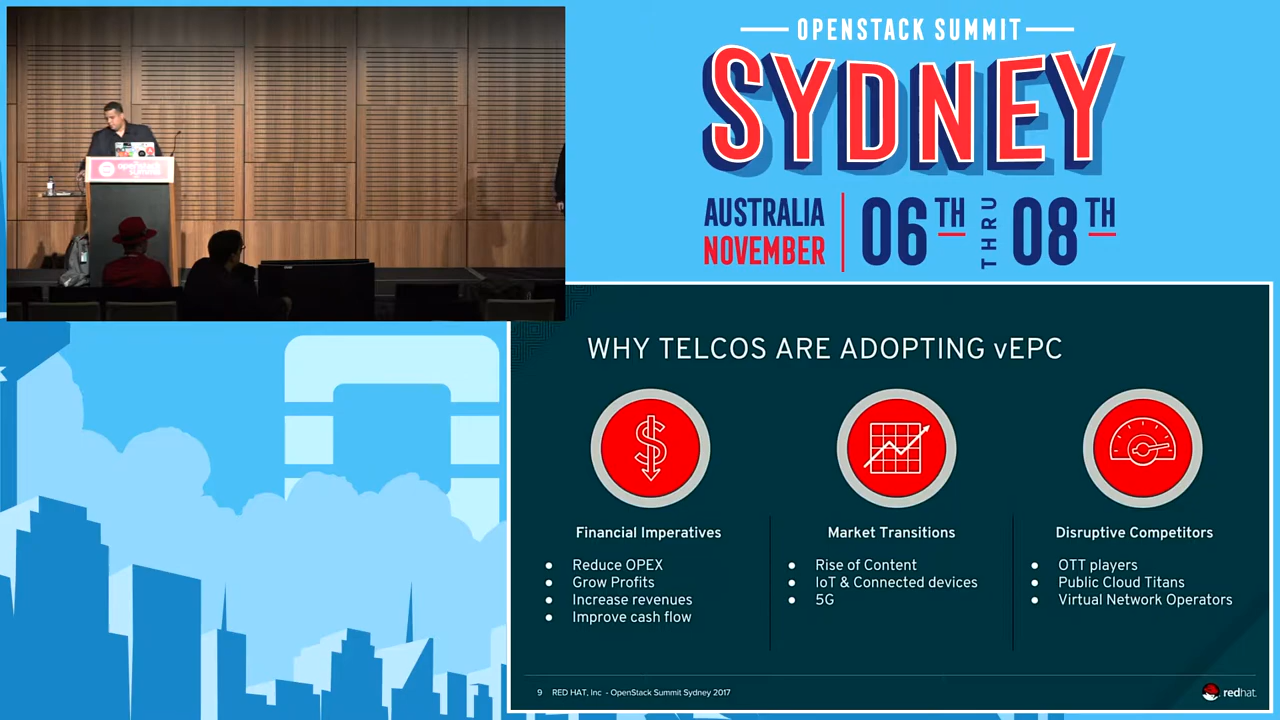 OPENSTACK SUMMIT
SYDNEY
AUSTRALIA
NOVEMBER
06TH THRU 08TH
WHY TELCOS ARE ADOPTING vEPC
Financial Imperatives
● Reduce OPEX
● Grow Profits
● Increase revenues
● Improve cash flow
Market Transitions
● Rise of Content
● IoT & Connected devices
● 5G
Disruptive Competitors
● OTT players
● Public Cloud Titans
● Virtual Network Operators
9 RED HAT, Inc - OpenStack Summit Sydney 2017
redhat.